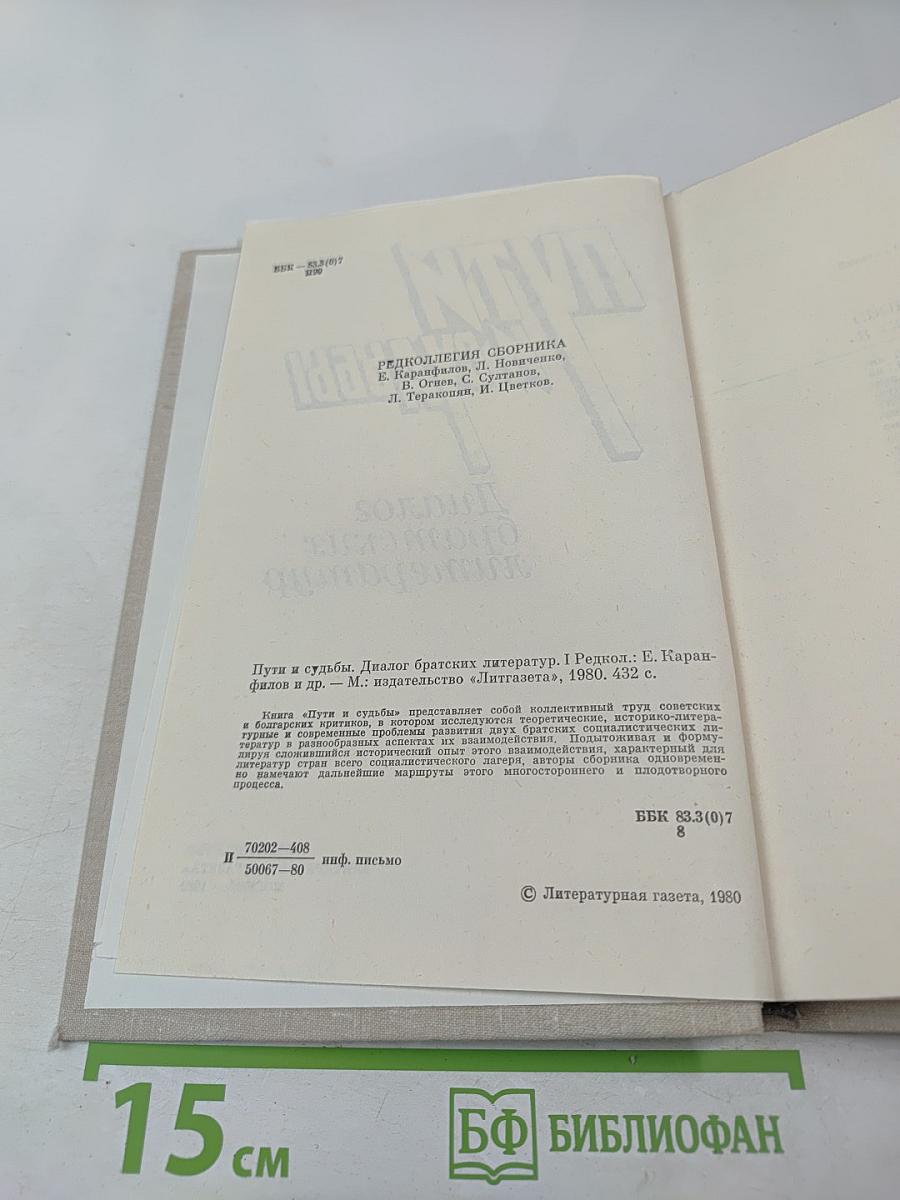 ББК — 83.3(0)7
П90
РЕДКОЛЛЕГИЯ СБОРНИКА
Е. Каранфилов, Л. Новиченко,
В. Огнев, С. Султанов,
Л. Теракопян, И. Цветков.
Пути и судьбы. Диалог братских литератур. I Редкол.: Е. Каран-
филов и др. — М.: издательство «Литгазета», 1980. 432 с.
Книга «Пути и судьбы» представляет собой коллективный труд советских
и болгарских критиков, в котором исследуются теоретические, историко-литера-
турные и современные проблемы развития двух братских социалистических ли-
тератур в разнообразных аспектах их взаимодействия. Подытоживая и форму-
лируя сложившийся исторический опыт этого взаимодействия, характерный для
литератур стран всего социалистического лагеря, авторы сборника одновремен-
но намечают дальнейшие маршруты этого многостороннего и плодотворного
процесса.
ББК 83.3(0)7
8
П 70202—408
50067—80 инф. письмо
© Литературная газета, 1980
ПУТИ
И СУДЬБЫ
Диалог
братских
литератур
15 см
БФ БИБЛИОФАН